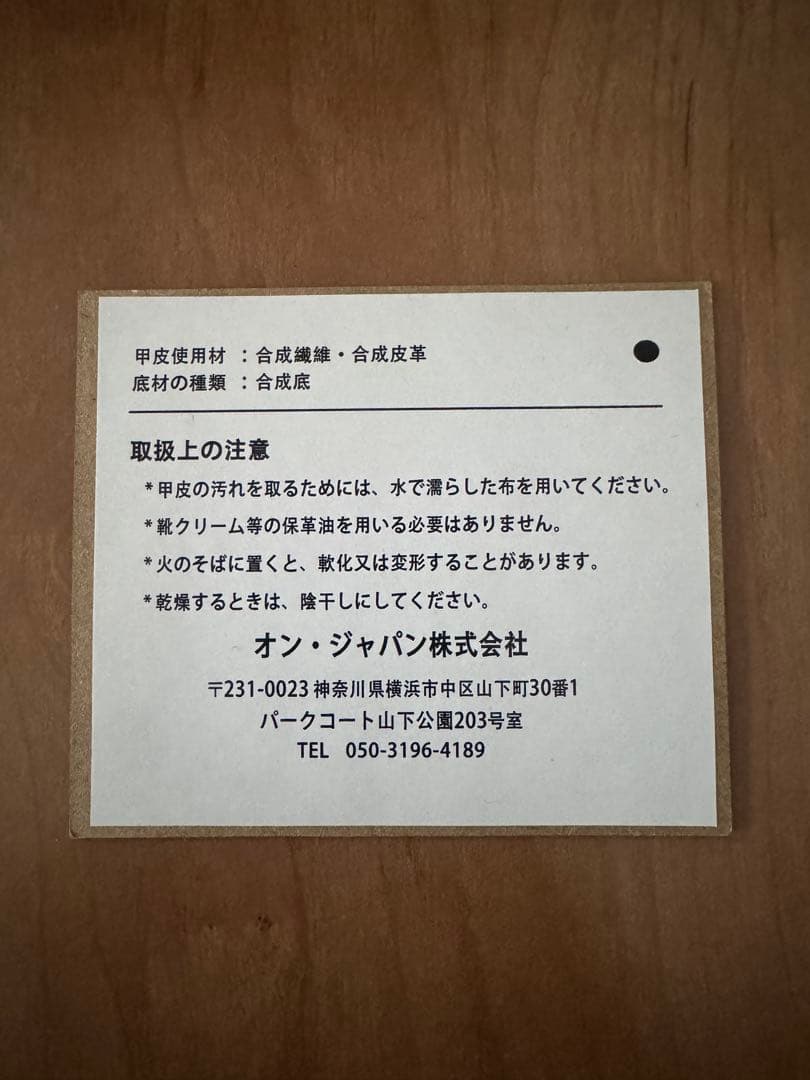 甲皮使用材 ：合成繊維・合成皮革
底材の種類 ：合成底
取扱上の注意
*甲皮の汚れを取るためには、水で濡らした布を用いてください。
*靴クリーム等の保革油を用いる必要はありません。
*火のそばに置くと、軟化又は変形することがあります。
*乾燥するときは、陰干しにしてください。
オン・ジャパン株式会社
〒231-0023 神奈川県横浜市中区山下町30番1
パークコート山下公園203号室
TEL 050-3196-4189